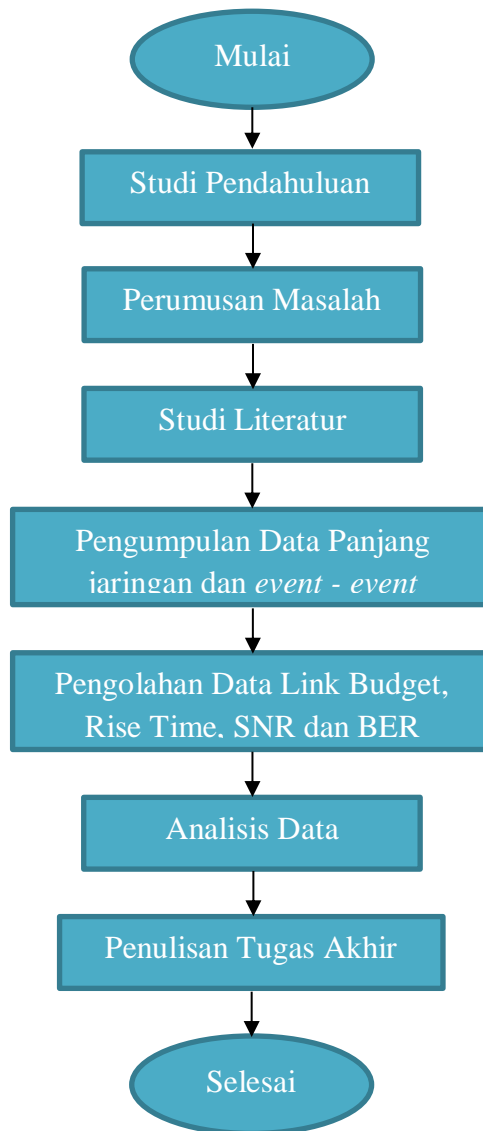 Mulai
Studi Pendahuluan
Perumusan Masalah
Studi Literatur
Pengumpulan Data Panjang
jaringan dan event - event
Pengolahan Data Link Budget,
Rise Time, SNR dan BER
Analisis Data
Penulisan Tugas Akhir
Selesai